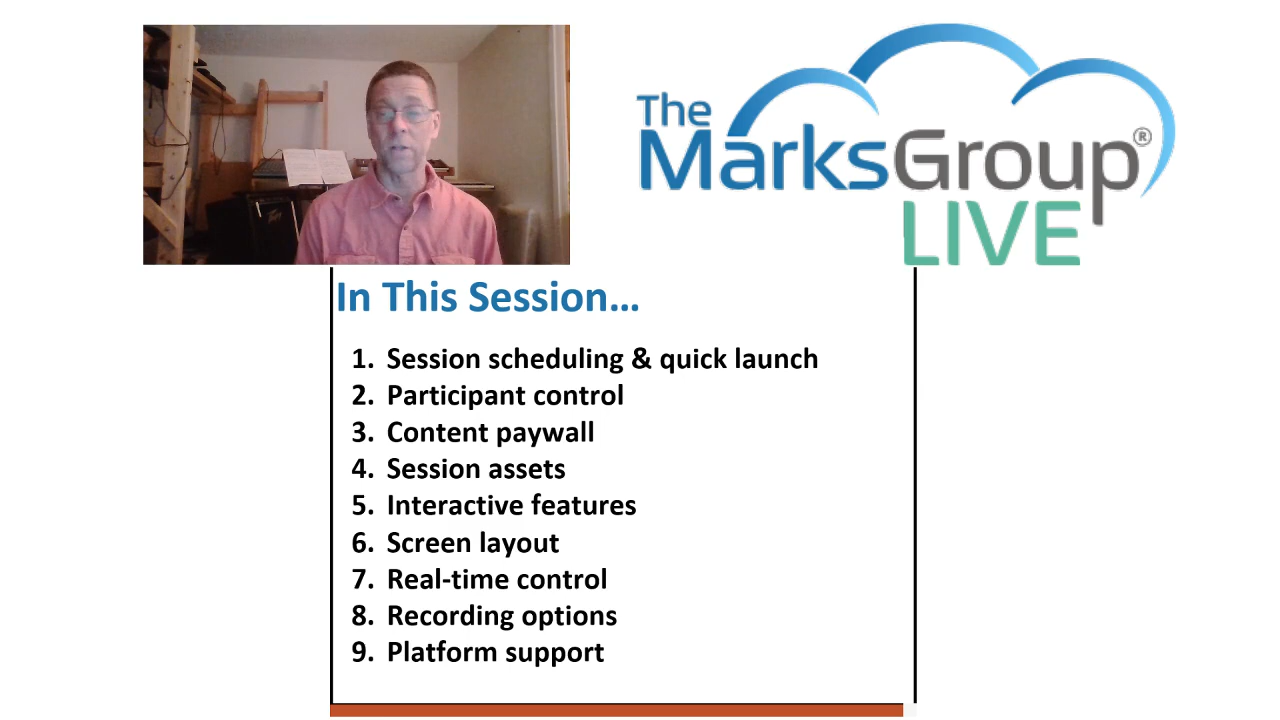 The
MarksGroup®
LIVE
In This Session...
1. Session scheduling & quick launch
2. Participant control
3. Content paywall
4. Session assets
5. Interactive features
6. Screen layout
7. Real-time control
8. Recording options
9. Platform support